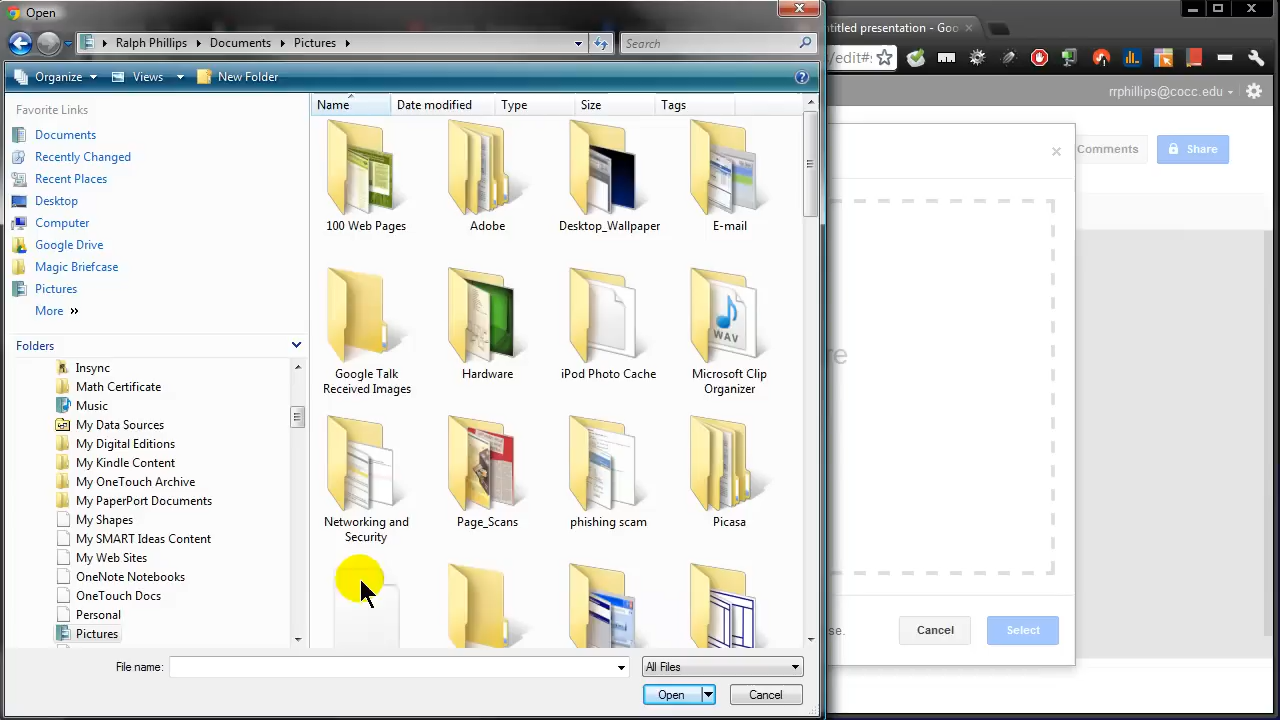 Open
Ralph Phillips
Documents
Pictures
Search
Organize
Views
New Folder
Favorite Links
Documents
Recently Changed
Recent Places
Desktop
Computer
Google Drive
Magic Briefcase
Pictures
More »
Folders
Insync
Math Certificate
Music
My Data Sources
My Digital Editions
My Kindle Content
My OneTouch Archive
My PaperPort Documents
My Shapes
My SMART Ideas Content
My Web Sites
OneNote Notebooks
OneTouch Docs
Personal
Pictures
Name
Date modified
Type
Size
Tags
100 Web Pages
Adobe
Desktop_Wallpaper
E-mail
Google Talk
Received Images
Hardware
iPod Photo Cache
WAV
Microsoft Clip
Organizer
Networking and
Security
Page_Scans
phishing scam
Picasa
File name:
All Files
Open
Cancel
ntitled presentation - Goo
/edit#:
rrphillips@cocc.edu
Comments
Share
re
se.
Cancel
Select